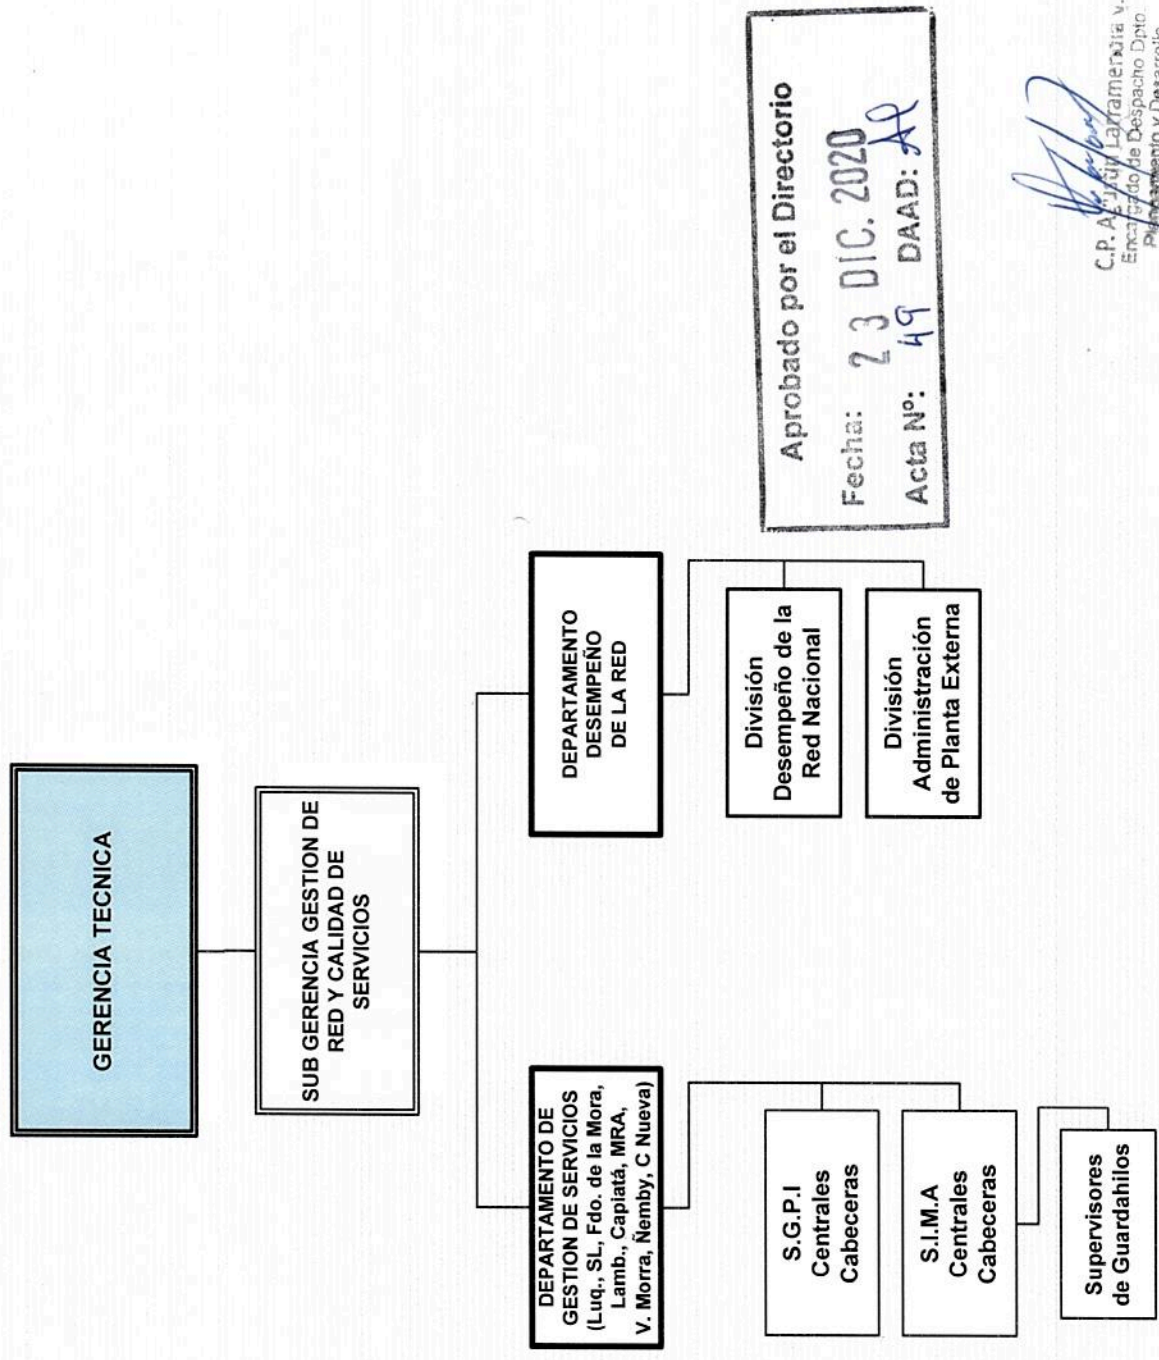 GERENCIA TECNICA
SUB GERENCIA GESTION DE
RED Y CALIDAD DE
SERVICIOS
DEPARTAMENTO DE
GESTION DE SERVICIOS
(Luq., SL, Fdo. de la Mora,
Lamb., Capiatá, MRA,
V. Morra, Ñemby, C Nueva)
S.G.P.I
Centrales
Cabeceras
S.I.M.A
Centrales
Cabeceras
Supervisores
de Guardahilos
DEPARTAMENTO
DESEMPEÑO
DE LA RED
División
Desempeño de la
Red Nacional
División
Administración
de Planta Externa
Aprobado por el Directorio
Fecha: 23 DIC. 2020
Acta Nº: 49 DAAD:
C.P. Larramendia V.
Encargado de Despacho Dpto.
Planeamiento y Desarrollo